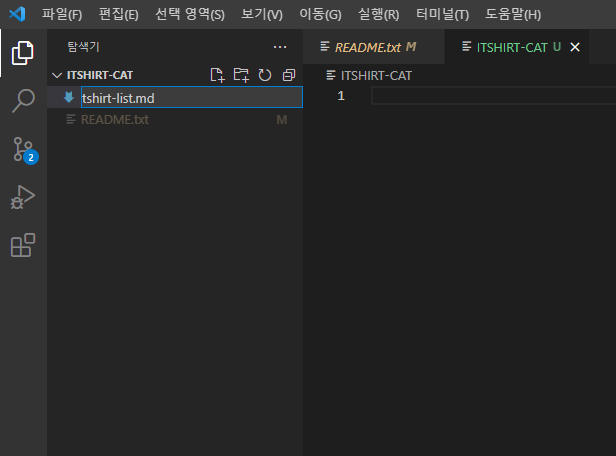 파일(F) 편집(E) 선택 영역(S) 보기(V) 이동(G) 실행(R) 터미널(T) 도움말(H)
탐색기
README.txt M
ITSHIRT-CAT U
ITSHIRT-CAT
ITSHIRT-CAT
tshirt-list.md
1
README.txt M
2